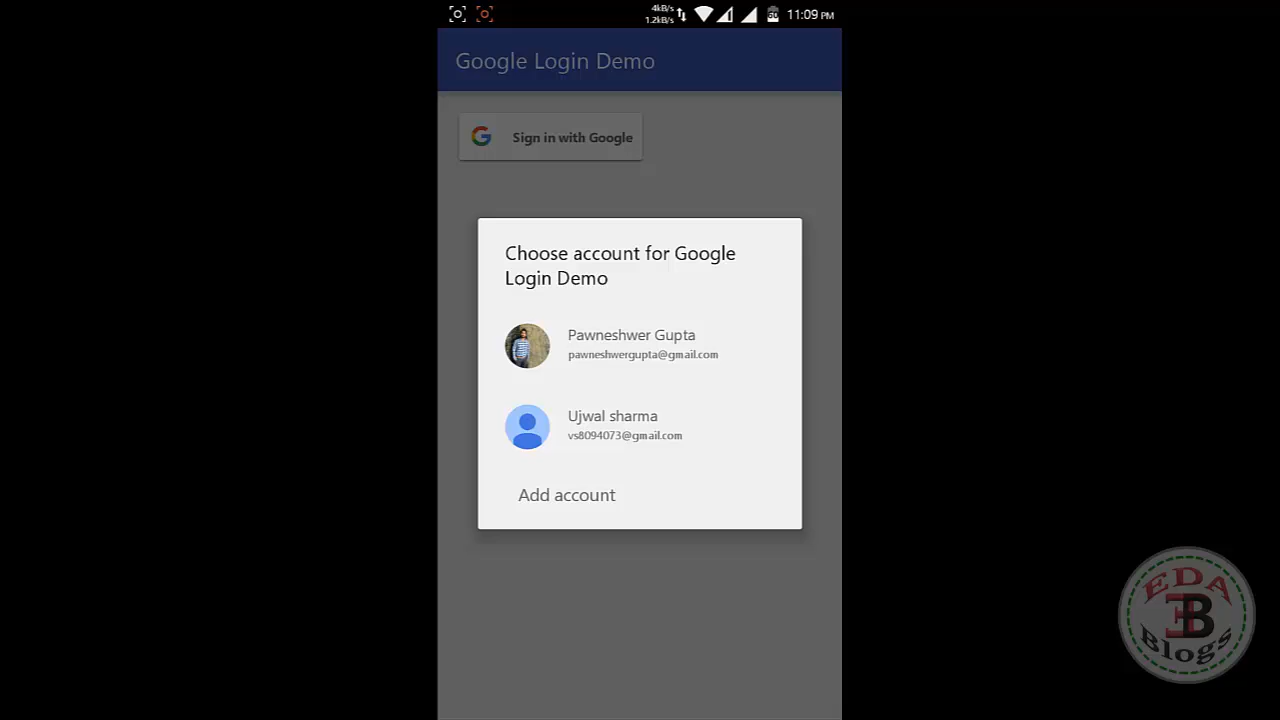 4kB/s
1.2kB/s
11:09 PM
Google Login Demo
Sign in with Google
Choose account for Google
Login Demo
Pawneshwer Gupta
pawneshwergupta@gmail.com
Ujwal sharma
vs8094073@gmail.com
Add account
EDA
EB
Blogs